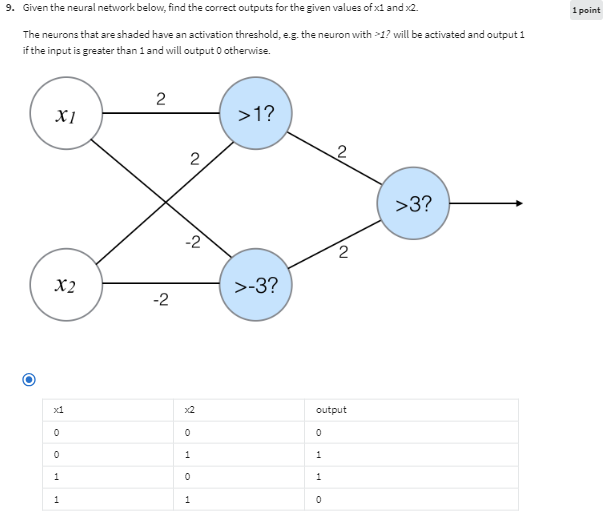 9. Given the neural network below, find the correct outputs for the given values of x1 and x2.
1 point
The neurons that are shaded have an activation threshold, e.g. the neuron with >1? will be activated and output 1
if the input is greater than 1 and will output 0 otherwise.
2
x1
>1?
2
2
>3?
-2
2
x2
>-3?
-2
x1 x2 output
0 0 0
0 1 1
1 0 1
1 1 0